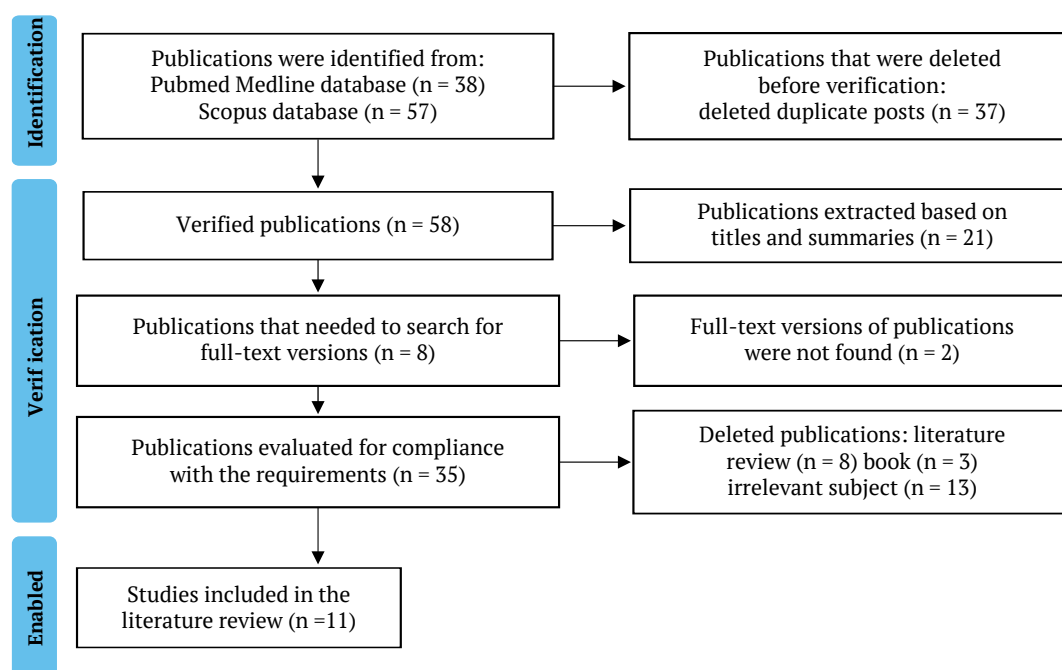 Identification
Publications were identified from:
Pubmed Medline database (n = 38)
Scopus database (n = 57)
Publications that were deleted
before verification:
deleted duplicate posts (n = 37)
Verif ication
Verified publications (n = 58)
Publications extracted based on
titles and summaries (n = 21)
Publications that needed to search for
full-text versions (n = 8)
Full-text versions of publications
were not found (n = 2)
Publications evaluated for compliance
with the requirements (n = 35)
Deleted publications: literature
review (n = 8) book (n = 3)
irrelevant subject (n = 13)
Enabled
Studies included in the
literature review (n =11)